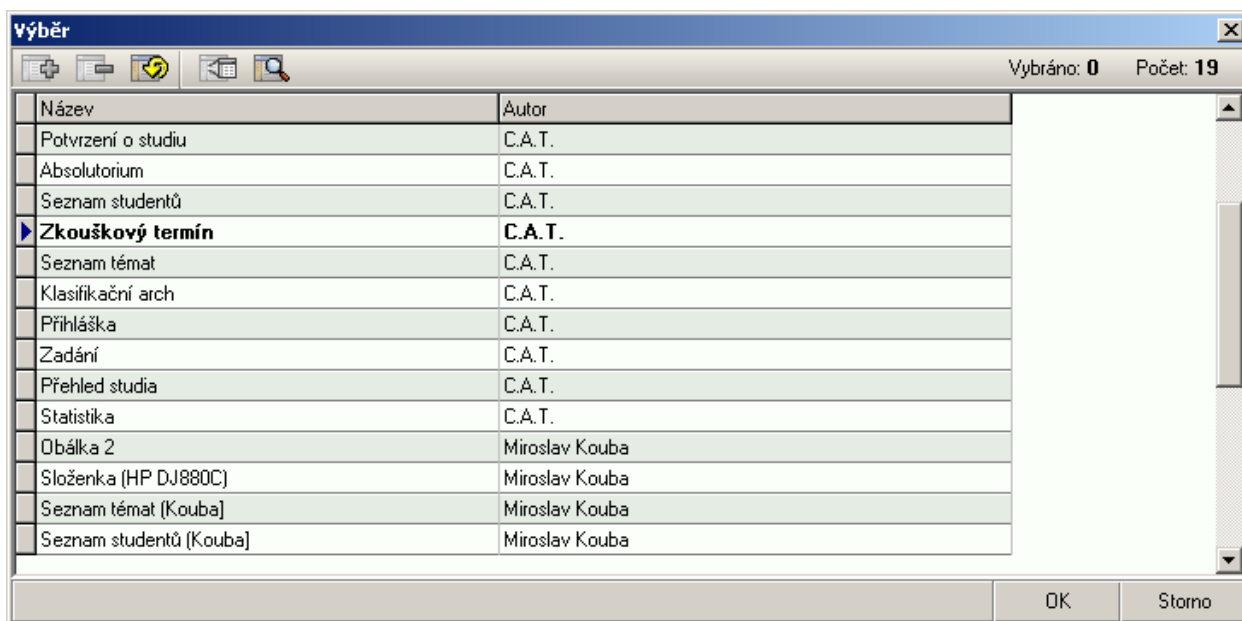 Výběr
Vybráno: 0 Počet: 19
Název Autor
Potvrzení o studiu C.A.T.
Absolutorium C.A.T.
Seznam studentů C.A.T.
Zkouškový termín C.A.T.
Seznam témat C.A.T.
Klasifikační arch C.A.T.
Přihláška C.A.T.
Zadání C.A.T.
Přehled studia C.A.T.
Statistika C.A.T.
Obálka 2 Miroslav Kouba
Složenka (HP DJ880C) Miroslav Kouba
Seznam témat (Kouba] Miroslav Kouba
Seznam studentů (Kouba] Miroslav Kouba
OK Storno